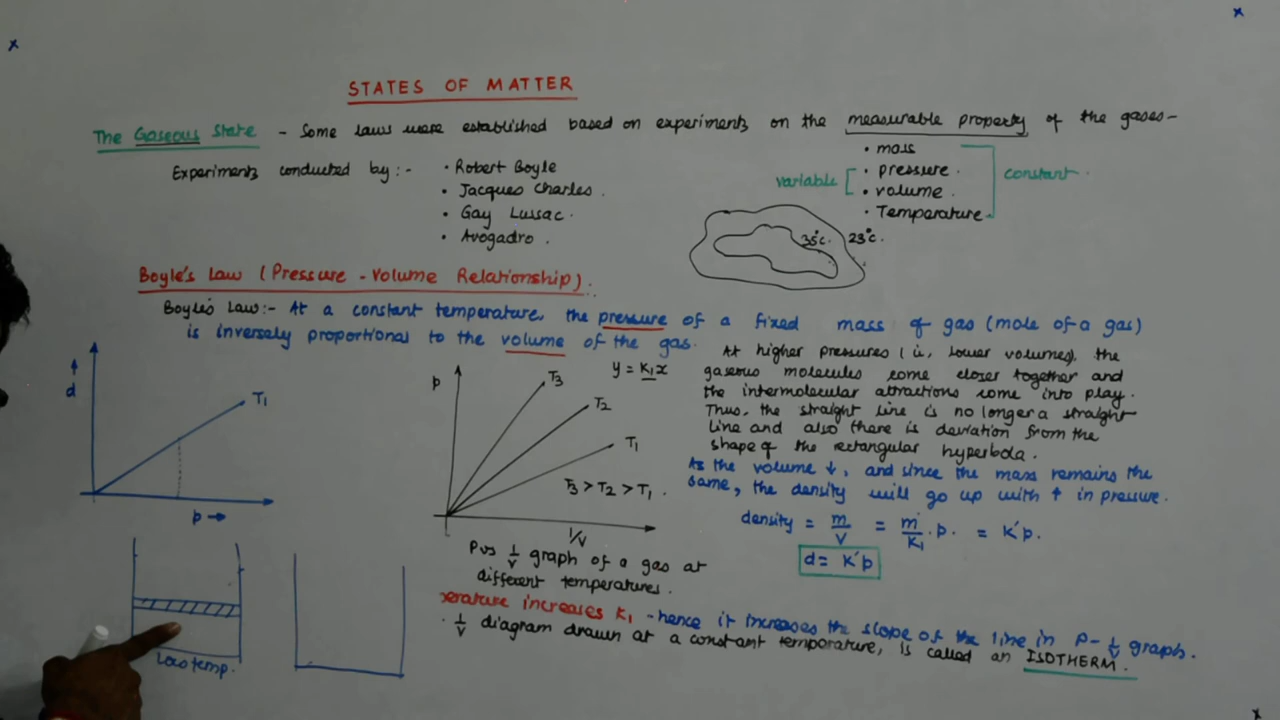 STATES OF MATTER
The Gaseous State - Some laws were established based on experiments on the measurable property of the gases-
Experiments conducted by:-
• Robert Boyle
• Jacques Charles.
• Gay Lussac.
• Avogadro.
• mass
• pressure.
• volume.
• Temperature
variable
constant.
35°c.
23°c.
Boyle's Law (Pressure - Volume Relationship).
Boyle's Law:- At a constant temperature, the pressure of a fixed mass of gas (mole of a gas)
is inversely proportional to the volume of the gas.
d
T1
p →
p
T3
T2
T1
y = K1x
T3 > T2 > T1.
1/V
P vs 1/V graph of a gas at
different temperatures.
At higher pressures (i, lower volumes), the
gaseous molecules come closer together and
the intermolecular attractions come into play.
Thus, the straight line is no longer a straight
line and also there is deviation from the
shape of the rectangular hyperbola.
As the volume ↓, and since the mass remains the
same, the density will go up with ↑ in pressure.
density = m/V = m/K1 . p. = K'p.
d = K'p
Low temp.
increases K1 - hence it increases the slope of the line in P - 1/V graph.
1/V diagram drawn at a constant temperature, is called an ISOTHERM.